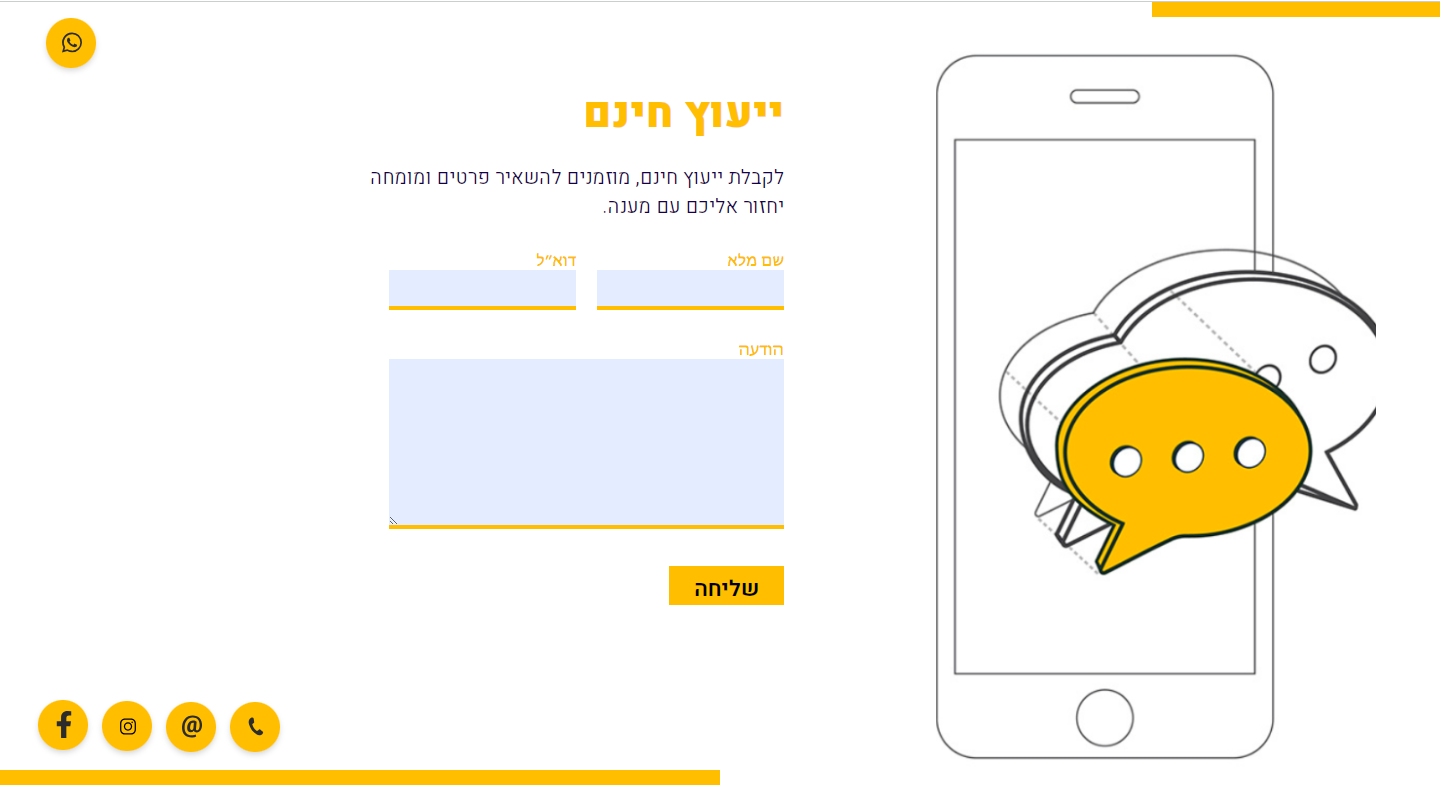 ייעוץ חינם
לקבלת ייעוץ חינם, מוזמנים להשאיר פרטים ומומחה
יחזור אליכם עם מענה.
שם מלא
דוא״ל
הודעה
שליחה